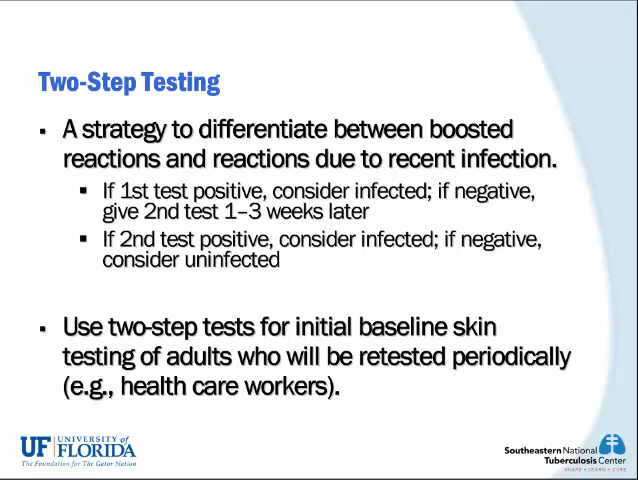 Two-Step Testing
▪ A strategy to differentiate between boosted
reactions and reactions due to recent infection.
▪ If 1st test positive, consider infected; if negative,
give 2nd test 1–3 weeks later
▪ If 2nd test positive, consider infected; if negative,
consider uninfected
▪ Use two-step tests for initial baseline skin
testing of adults who will be retested periodically
(e.g., health care workers).
UF UNIVERSITY of
FLORIDA
The Foundation for The Gator Nation
Southeastern National
Tuberculosis Center
SHARE • LEARN • CURE